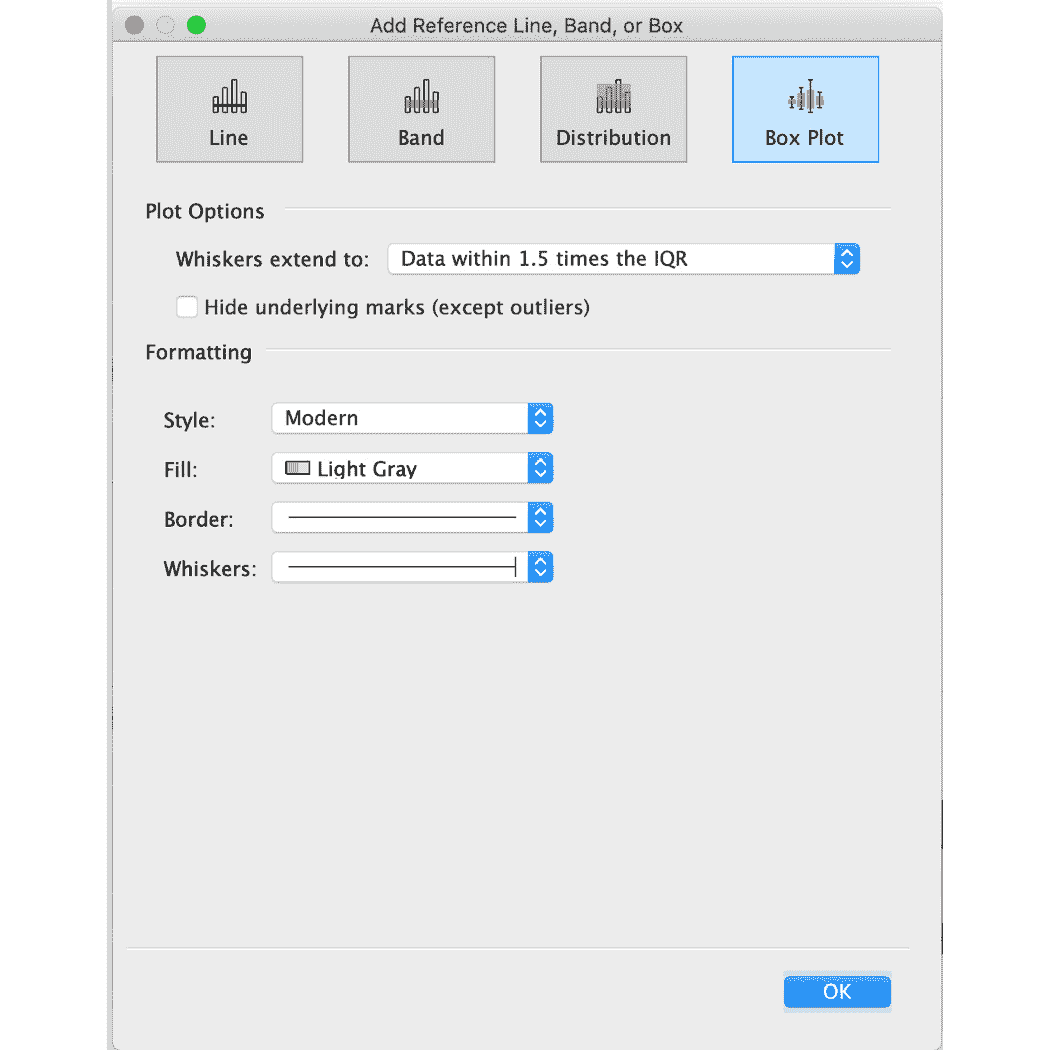 Add Reference Line, Band, or Box
Line Band Distribution Box Plot
Plot Options
Whiskers extend to: Data within 1.5 times the IQR
Hide underlying marks (except outliers)
Formatting
Style: Modern
Fill: Light Gray
Border:
Whiskers:
OK